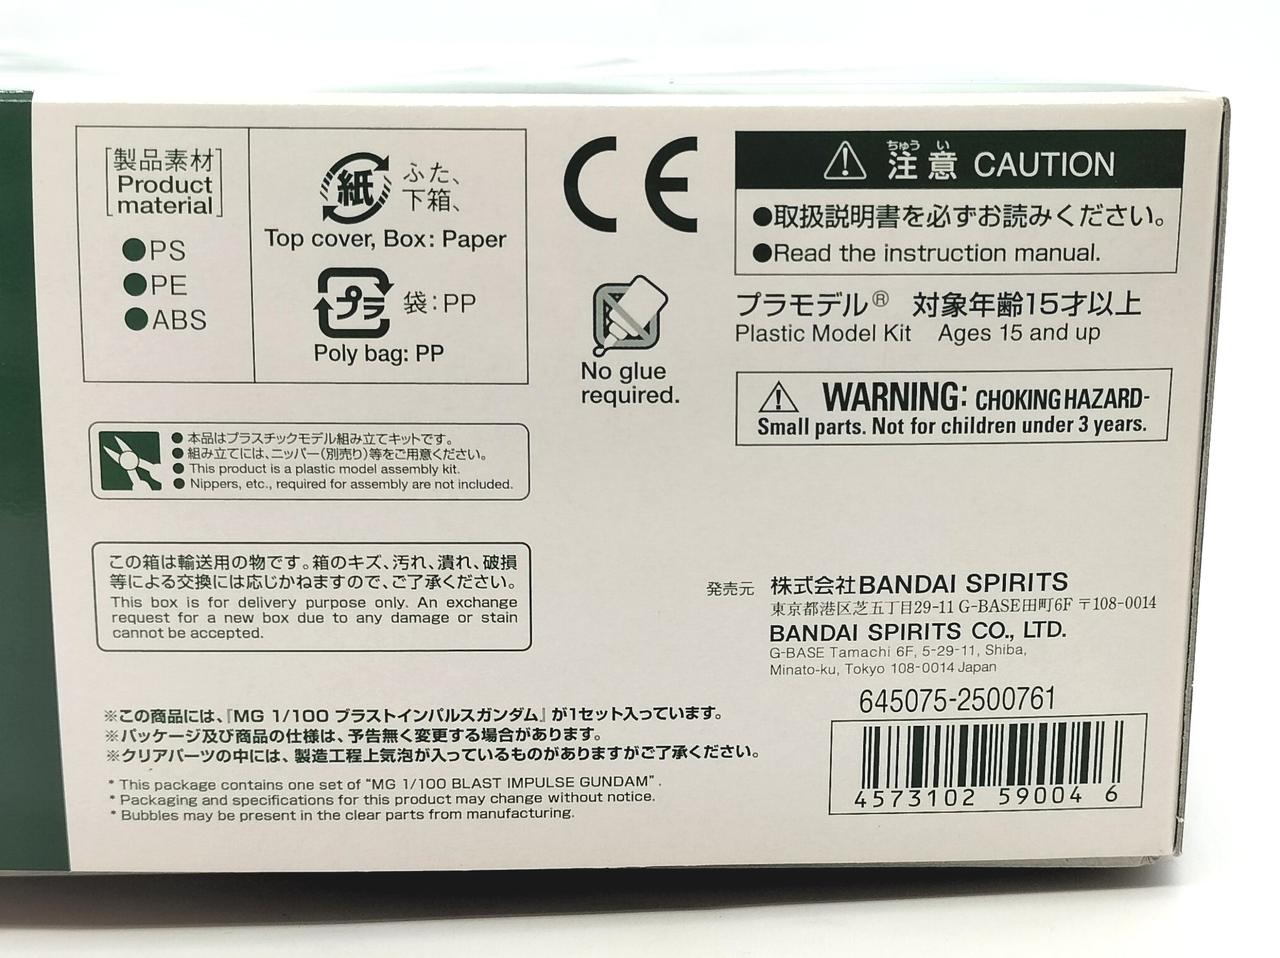 [製品素材]
[Product
material]
●PS
●PE
●ABS
紙 ふた、
下箱、
Top cover, Box: Paper
プラ 袋:PP
Poly bag: PP
CE
No glue
required.
ちゅう い
注意 CAUTION
●取扱説明書を必ずお読みください。
●Read the instruction manual.
プラモデル® 対象年齢15才以上
Plastic Model Kit Ages 15 and up
WARNING: CHOKING HAZARD-
Small parts. Not for children under 3 years.
●本品はプラスチックモデル組み立てキットです。
●組み立てには、ニッパー(別売り)等をご用意ください。
●This product is a plastic model assembly kit.
●Nippers, etc., required for assembly are not included.
この箱は輸送用の物です。箱のキズ、汚れ、潰れ、破損
等による交換には応じかねますので、ご了承ください。
This box is for delivery purpose only. An exchange
request for a new box due to any damage or stain
cannot be accepted.
※この商品には、『MG 1/100 ブラストインパルスガンダム』が1セット入っています。
※パッケージ及び商品の仕様は、予告無く変更する場合があります。
※クリアパーツの中には、製造工程上気泡が入っているものがありますがご了承ください。
* This package contains one set of “MG 1/100 BLAST IMPULSE GUNDAM”.
* Packaging and specifications for this product may change without notice.
* Bubbles may be present in the clear parts from manufacturing.
発売元 株式会社BANDAI SPIRITS
東京都港区芝五丁目29-11 G-BASE田町6F 〒108-0014
BANDAI SPIRITS CO., LTD.
G-BASE Tamachi 6F, 5-29-11, Shiba,
Minato-ku, Tokyo 108-0014 Japan
645075-2500761
4573102 59004 6